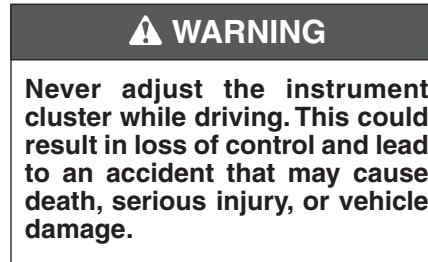 WARNING
Never adjust the instrument
cluster while driving. This could
result in loss of control and lead
to an accident that may cause
death, serious injury, or vehicle
damage.